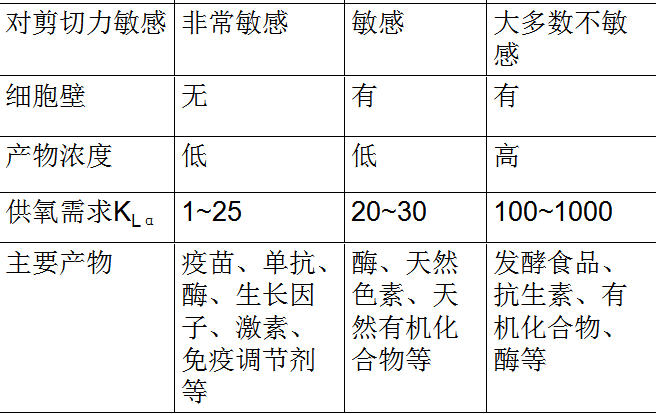 对剪切力敏感 非常敏感 敏感 大多数不敏
感
细胞壁 无 有 有
产物浓度 低 低 高
供氧需求KLα 1~25 20~30 100~1000
主要产物 疫苗、单抗、 酶、天然 发酵食品、
酶、生长因 色素、天 抗生素、有
子、激素、 然有机化 机化合物、
免疫调节剂 合物等 酶等
等